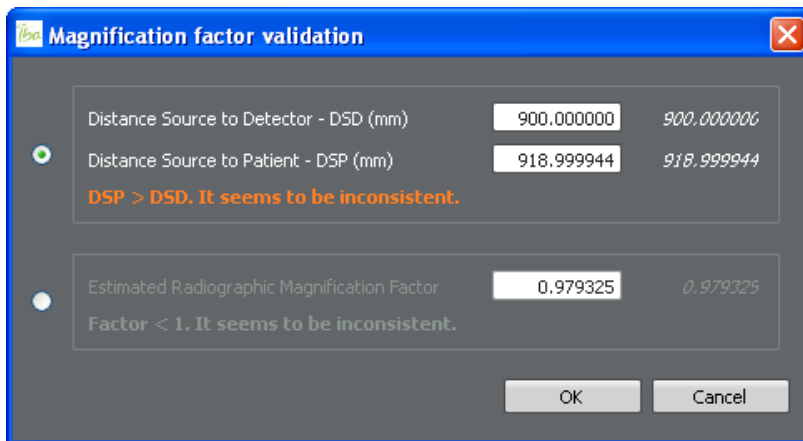 iba Magnification factor validation
Distance Source to Detector - DSD (mm) 900.000000 900.000000
Distance Source to Patient - DSP (mm) 918.999944 918.999944
DSP > DSD. It seems to be inconsistent.
Estimated Radiographic Magnification Factor 0.979325 0.979325
Factor < 1. It seems to be inconsistent.
OK Cancel